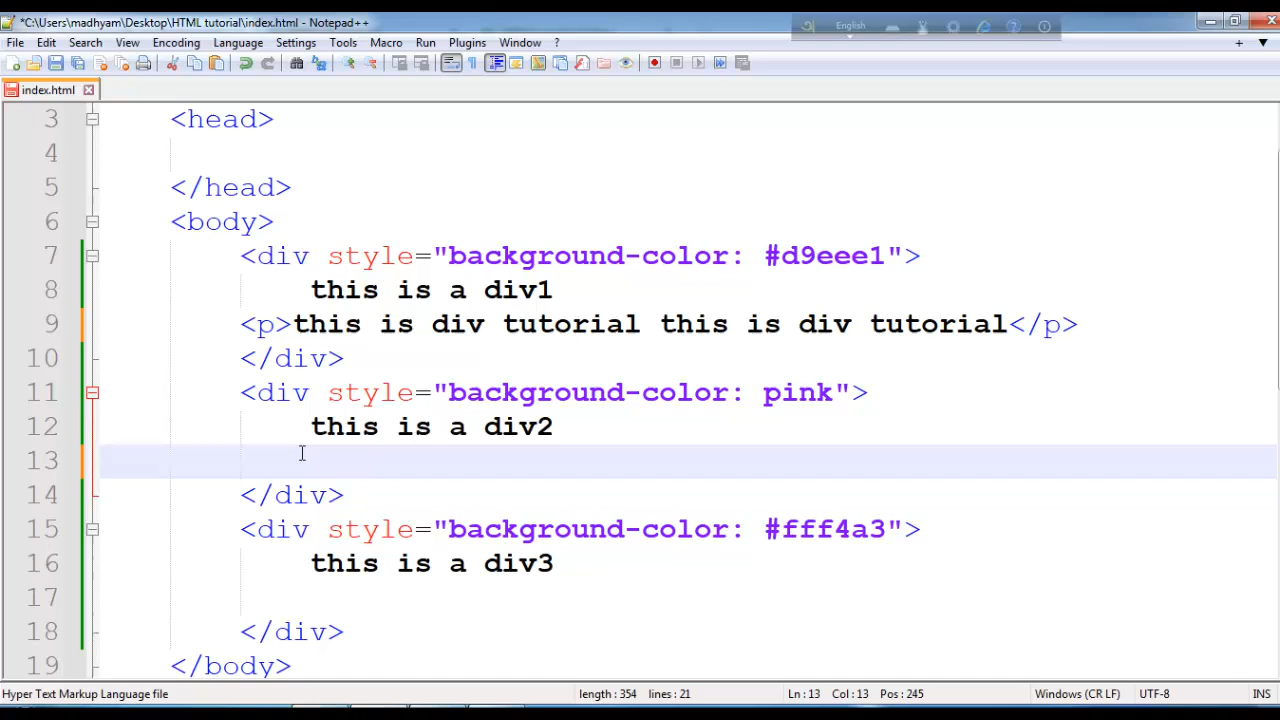 *C:\Users\madhyam\Desktop\HTML tutorial\index.html - Notepad++
English
File Edit Search View Encoding Language Settings Tools Macro Run Plugins Window ?
index.html
3 <head>
4
5 </head>
6 <body>
7 <div style="background-color: #d9eee1">
8 this is a div1
9 <p>this is div tutorial this is div tutorial</p>
10 </div>
11 <div style="background-color: pink">
12 this is a div2
13
14 </div>
15 <div style="background-color: #fff4a3">
16 this is a div3
17
18 </div>
19 </body>
Hyper Text Markup Language file length : 354 lines : 21 Ln : 13 Col : 13 Pos : 245 Windows (CR LF) UTF-8 INS